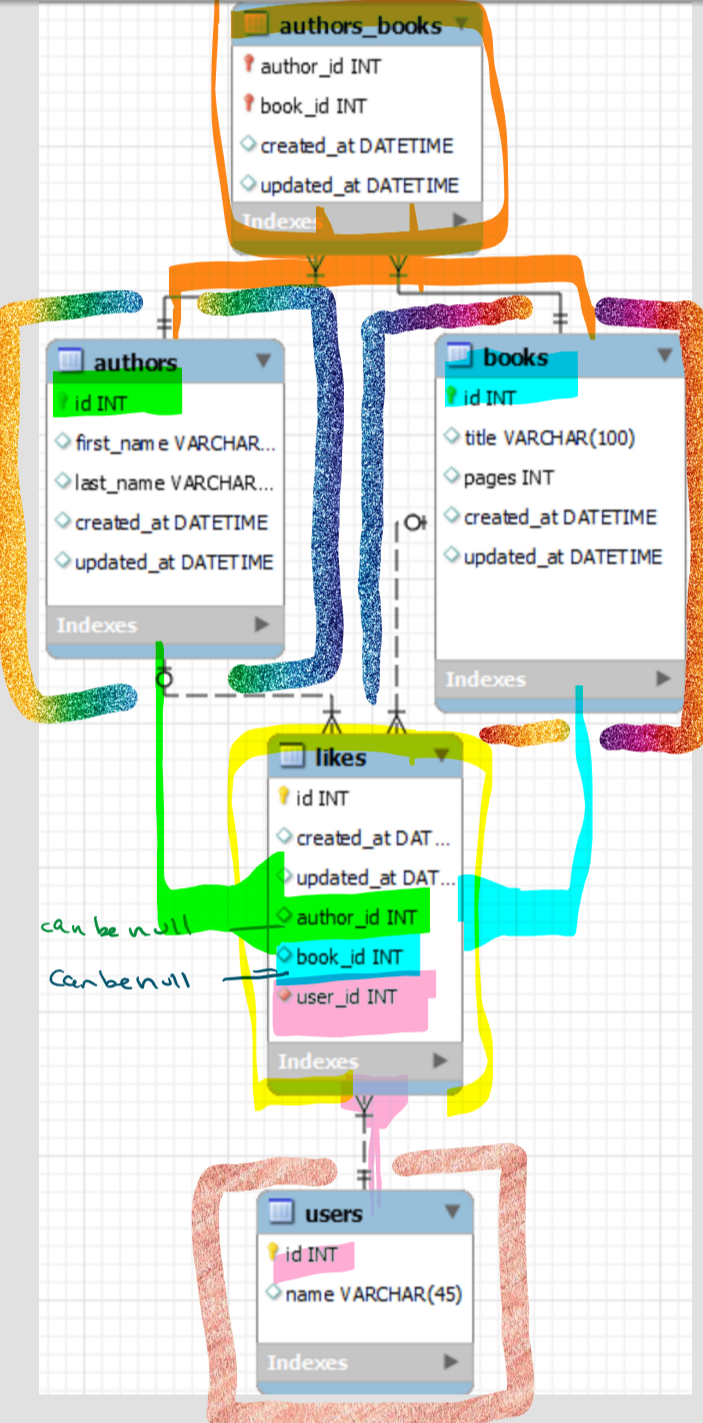 authors_books
author_id INT
book_id INT
created_at DATETIME
updated_at DATETIME
Indexes
authors
id INT
first_name VARCHAR...
last_name VARCHAR...
created_at DATETIME
updated_at DATETIME
Indexes
books
id INT
title VARCHAR(100)
pages INT
created_at DATETIME
updated_at DATETIME
Indexes
likes
id INT
created_at DAT...
updated_at DAT...
can be null
author_id INT
Can be null
book_id INT
user_id INT
Indexes
users
id INT
name VARCHAR(45)
Indexes